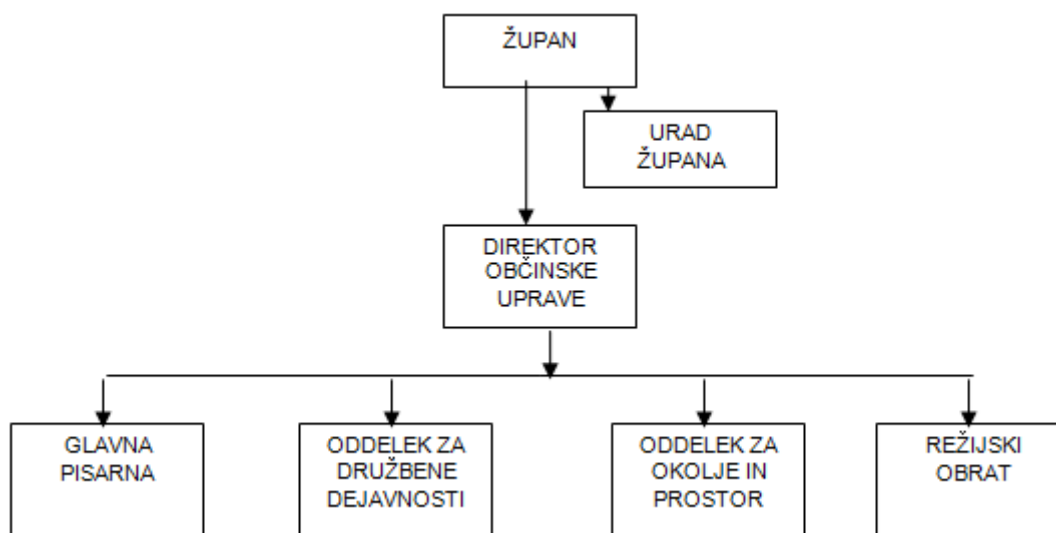 ŽUPAN
URAD
ŽUPANA
DIREKTOR
OBČINSKE
UPRAVE
GLAVNA
PISARNA
ODDELEK ZA
DRUŽBENE
DEJAVNOSTI
ODDELEK ZA
OKOLJE IN
PROSTOR
REŽIJSKI
OBRAT